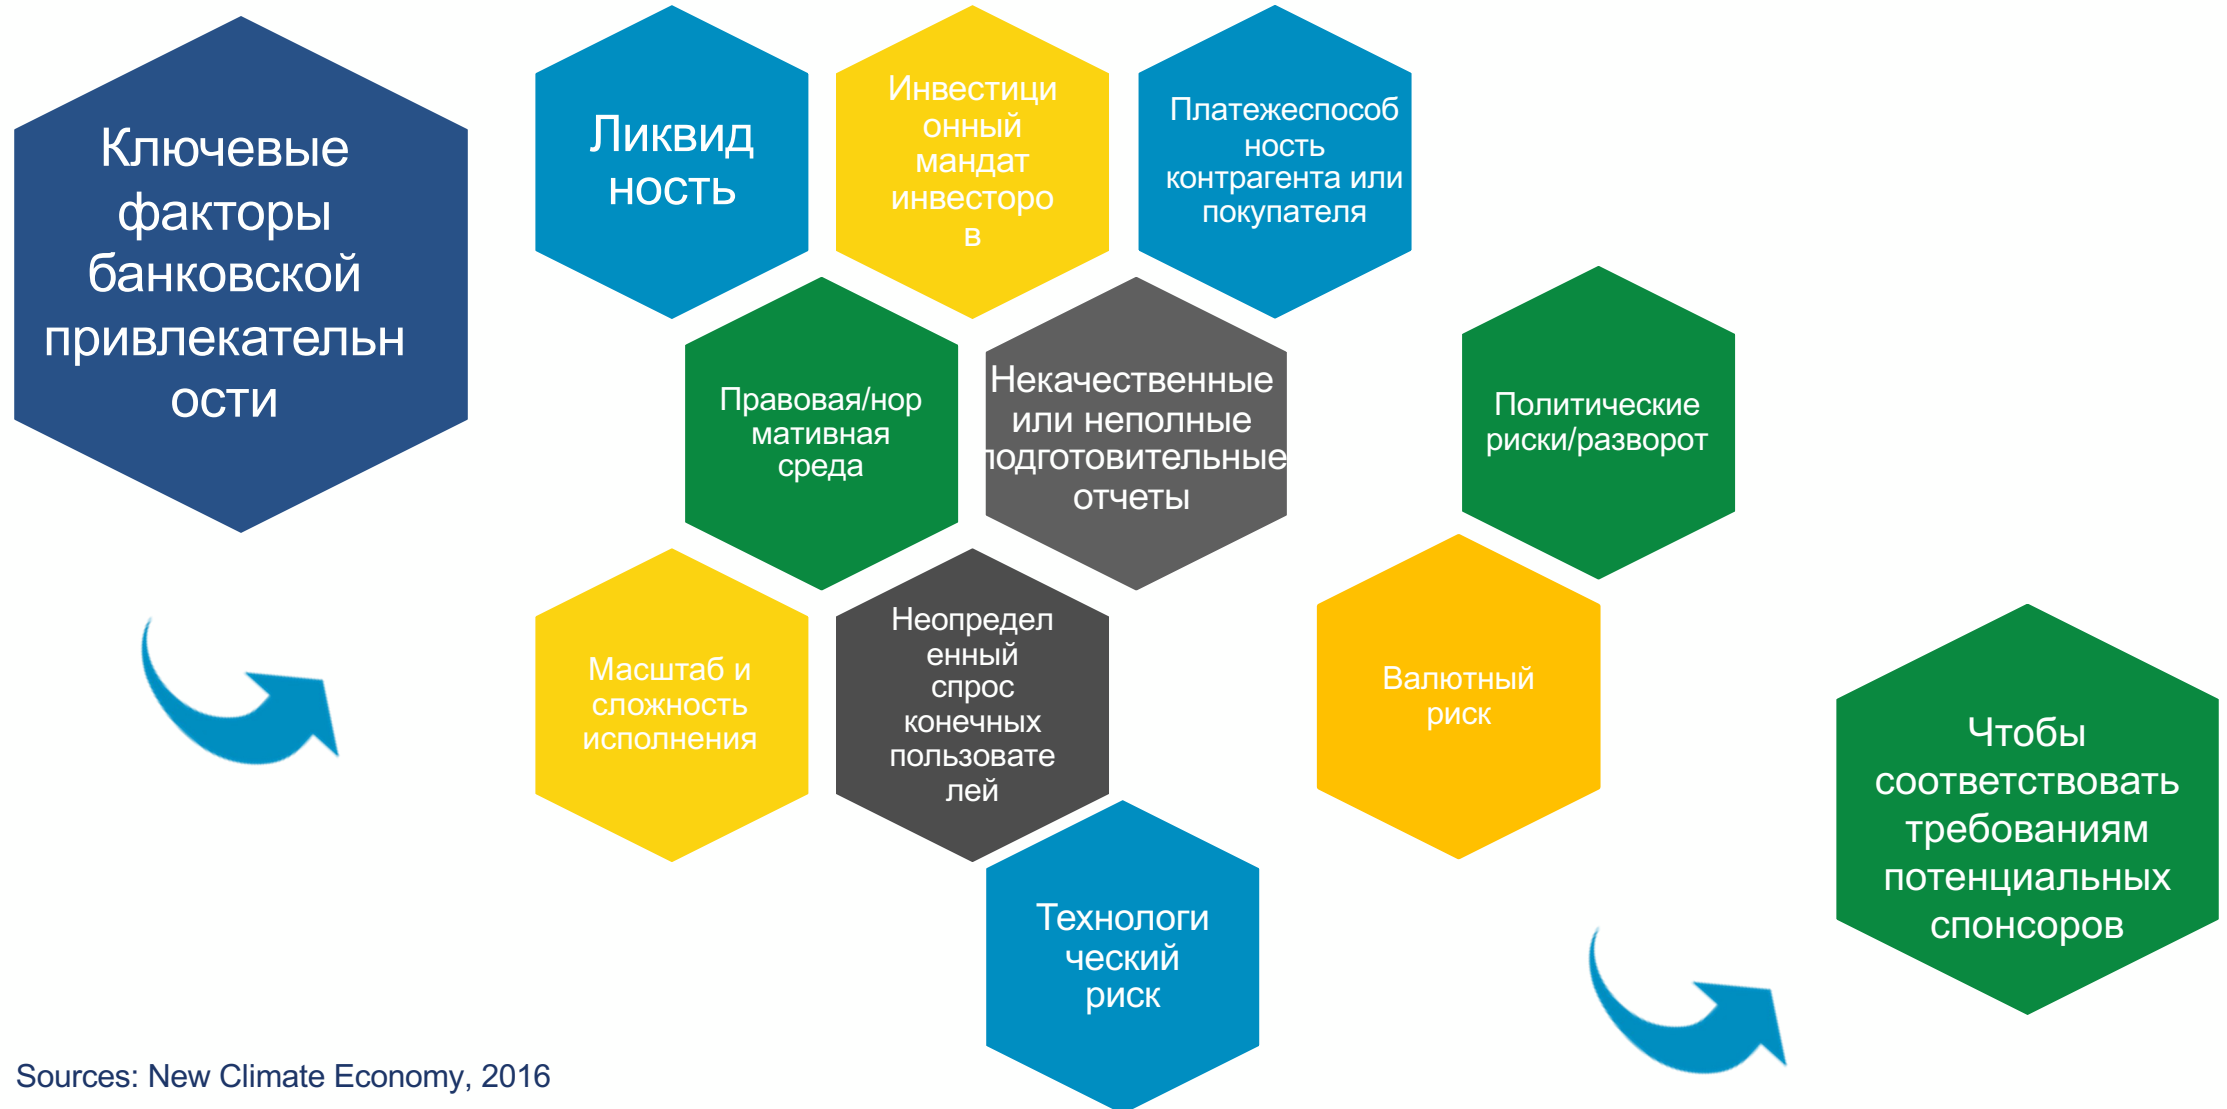 Ключевые
факторы
банковской
привлекательн
ости
Ликвид
ность
Инвестици
онный
мандат
инвесторо
в
Платежеспособ
ность
контрагента или
покупателя
Правовая/нор
мативная
среда
Некачественные
или неполные
подготовительные
отчеты
Политические
риски/разворот
Масштаб и
сложность
исполнения
Неопредел
енный
спрос
конечных
пользовате
лей
Валютный
риск
Технологи
ческий
риск
Чтобы
соответствовать
требованиям
потенциальных
спонсоров
Sources: New Climate Economy, 2016